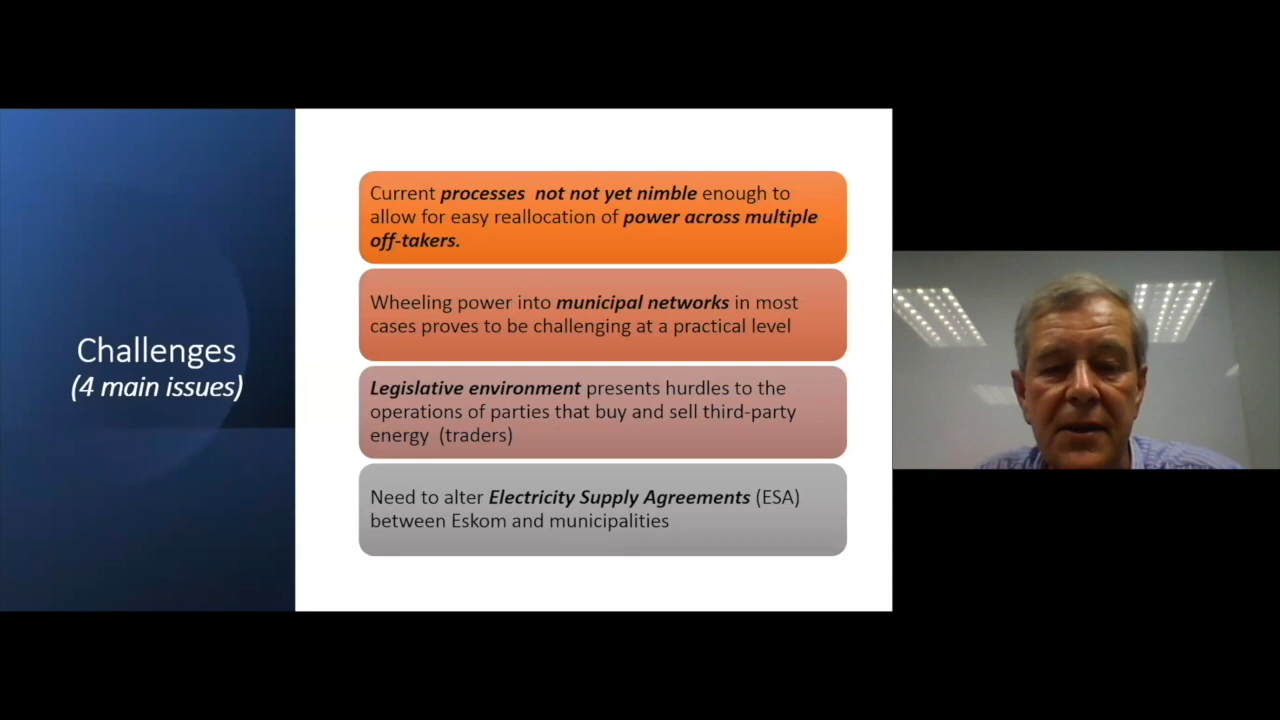 Challenges
(4 main issues)
Current processes  not not yet nimble enough to
allow for easy reallocation of power across multiple
off-takers.
Wheeling power into municipal networks in most
cases proves to be challenging at a practical level
Legislative environment presents hurdles to the
operations of parties that buy and sell third-party
energy  (traders)
Need to alter Electricity Supply Agreements (ESA)
between Eskom and municipalities